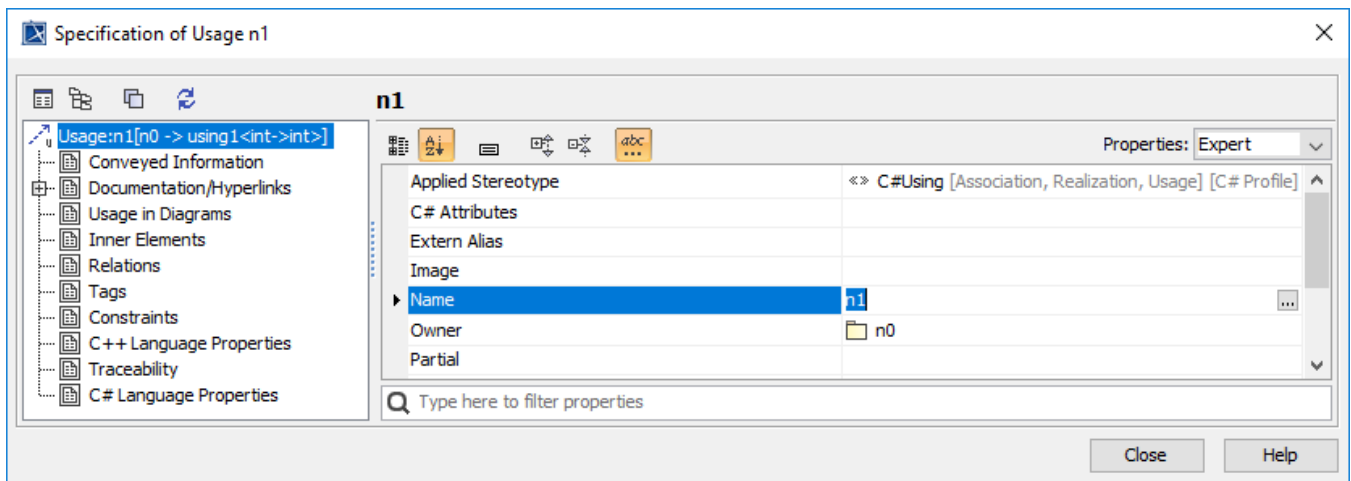 Specification of Usage n1
n1
Usage:n1[n0 -> using1<int->int>]
Conveyed Information
Documentation/Hyperlinks
Usage in Diagrams
Inner Elements
Relations
Tags
Constraints
C++ Language Properties
Traceability
C# Language Properties
Properties: Expert
Applied Stereotype «» C#Using [Association, Realization, Usage] [C# Profile]
C# Attributes
Extern Alias
Image
Name n1 ...
Owner n0
Partial
Type here to filter properties
Close Help